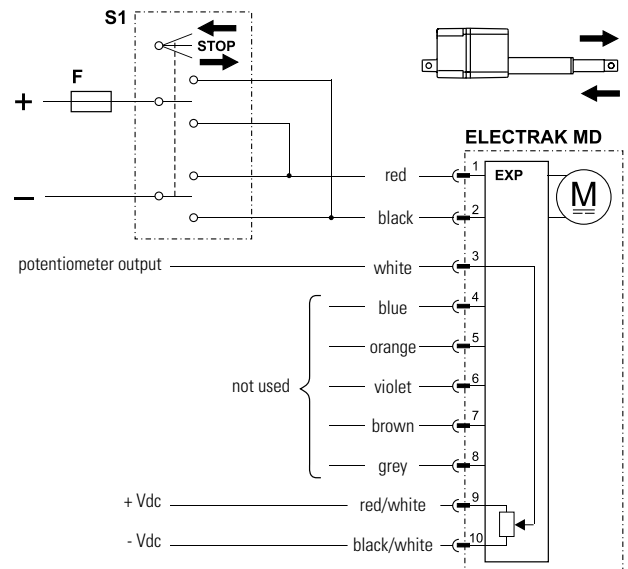 S1
STOP
F
+
–
ELECTRAK MD
EXP
M
red 1
black 2
potentiometer output white 3
blue 4
orange 5
not used violet 6
brown 7
grey 8
+ Vdc red/white 9
- Vdc black/white 10